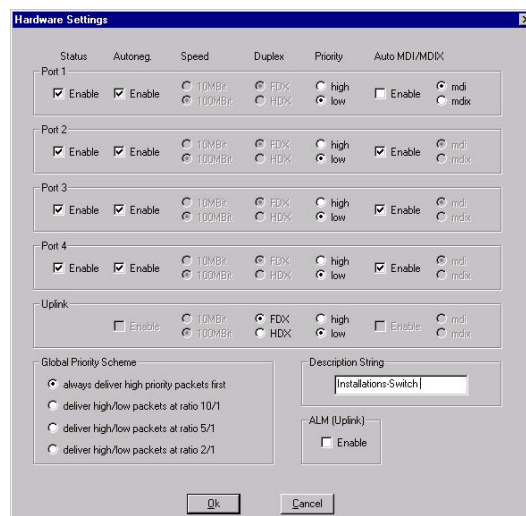 Hardware Settings
Status Autoneg. Speed Duplex Priority Auto MDI/MDIX
Port 1
Enable Enable 10MBit FDX high Enable mdi
100MBit HDX low mdix
Port 2
Enable Enable 10MBit FDX high Enable mdi
100MBit HDX low mdix
Port 3
Enable Enable 10MBit FDX high Enable mdi
100MBit HDX low mdix
Port 4
Enable Enable 10MBit FDX high Enable mdi
100MBit HDX low mdix
Uplink
Enable 10MBit FDX high Enable mdi
100MBit HDX low mdix
Global Priority Scheme
always deliver high priority packets first
deliver high/low packets at ratio 10/1
deliver high/low packets at ratio 5/1
deliver high/low packets at ratio 2/1
Description String
Installations-Switch
ALM (Uplink)
Enable
Ok Cancel